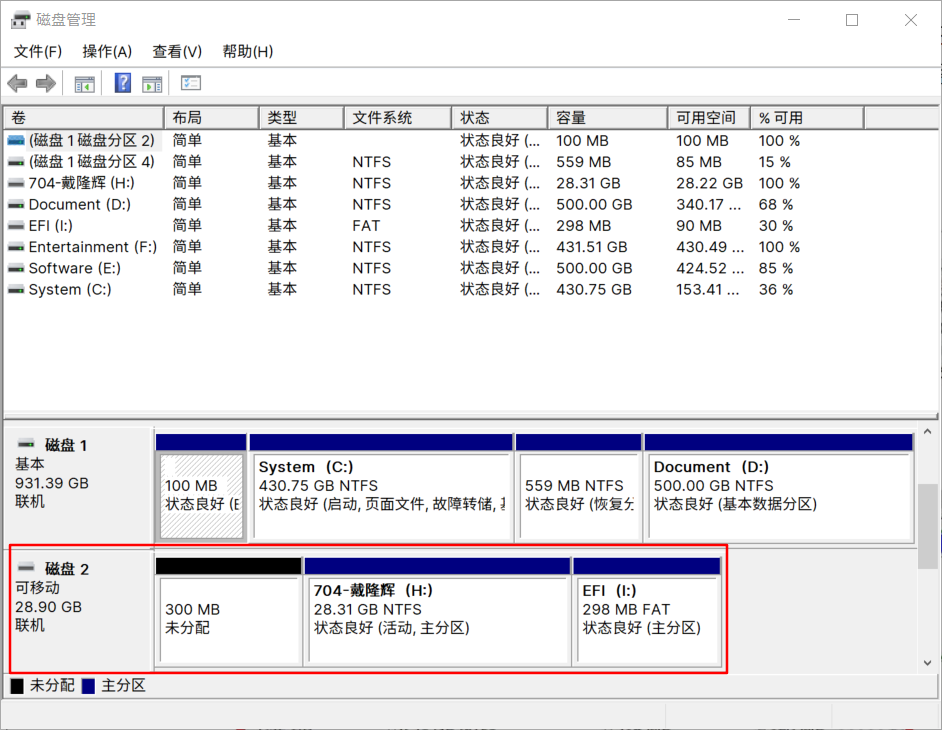 磁盘管理
文件(F) 操作(A) 查看(V) 帮助(H)
卷 布局 类型 文件系统 状态 容量 可用空间 % 可用
(磁盘 1 磁盘分区 2) 简单 基本 状态良好 (... 100 MB 100 MB 100 %
(磁盘 1 磁盘分区 4) 简单 基本 NTFS 状态良好 (... 559 MB 85 MB 15 %
704-戴隆辉 (H:) 简单 基本 NTFS 状态良好 (... 28.31 GB 28.22 GB 100 %
Document (D:) 简单 基本 NTFS 状态良好 (... 500.00 GB 340.17 ... 68 %
EFI (I:) 简单 基本 FAT 状态良好 (... 298 MB 90 MB 30 %
Entertainment (F:) 简单 基本 NTFS 状态良好 (... 431.51 GB 430.49 ... 100 %
Software (E:) 简单 基本 NTFS 状态良好 (... 500.00 GB 424.52 ... 85 %
System (C:) 简单 基本 NTFS 状态良好 (... 430.75 GB 153.41 ... 36 %
磁盘 1
基本
931.39 GB
联机
100 MB
状态良好 (E
System (C:)
430.75 GB NTFS
状态良好 (启动, 页面文件, 故障转储,
559 MB NTFS
状态良好 (恢复分
Document (D:)
500.00 GB NTFS
状态良好 (基本数据分区)
磁盘 2
可移动
28.90 GB
联机
300 MB
未分配
704-戴隆辉 (H:)
28.31 GB NTFS
状态良好 (活动, 主分区)
EFI (I:)
298 MB FAT
状态良好 (主分区)
未分配 主分区